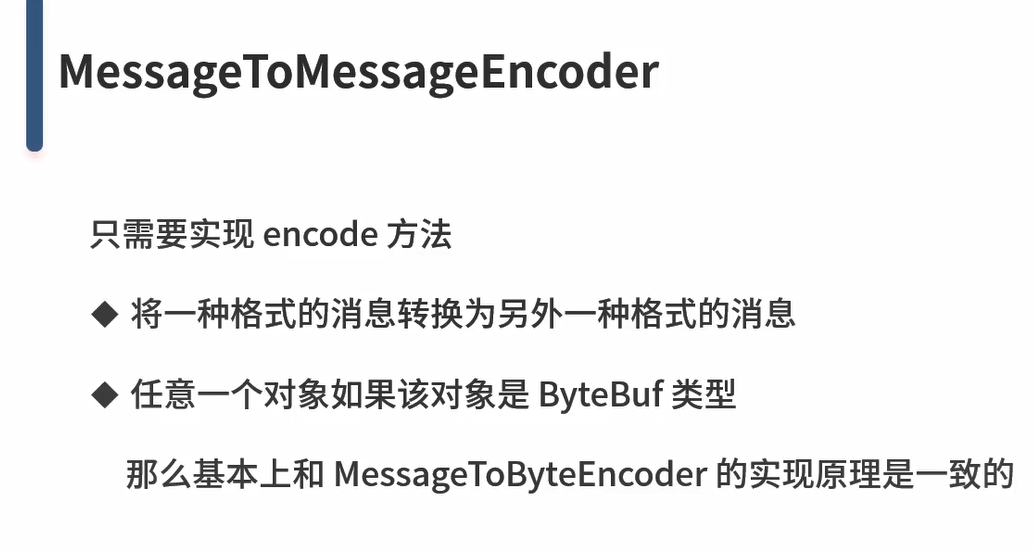 MessageToMessageEncoder
只需要实现 encode 方法
◆ 将一种格式的消息转换为另外一种格式的消息
◆ 任意一个对象如果该对象是 ByteBuf 类型
那么基本上和 MessageToByteEncoder 的实现原理是一致的